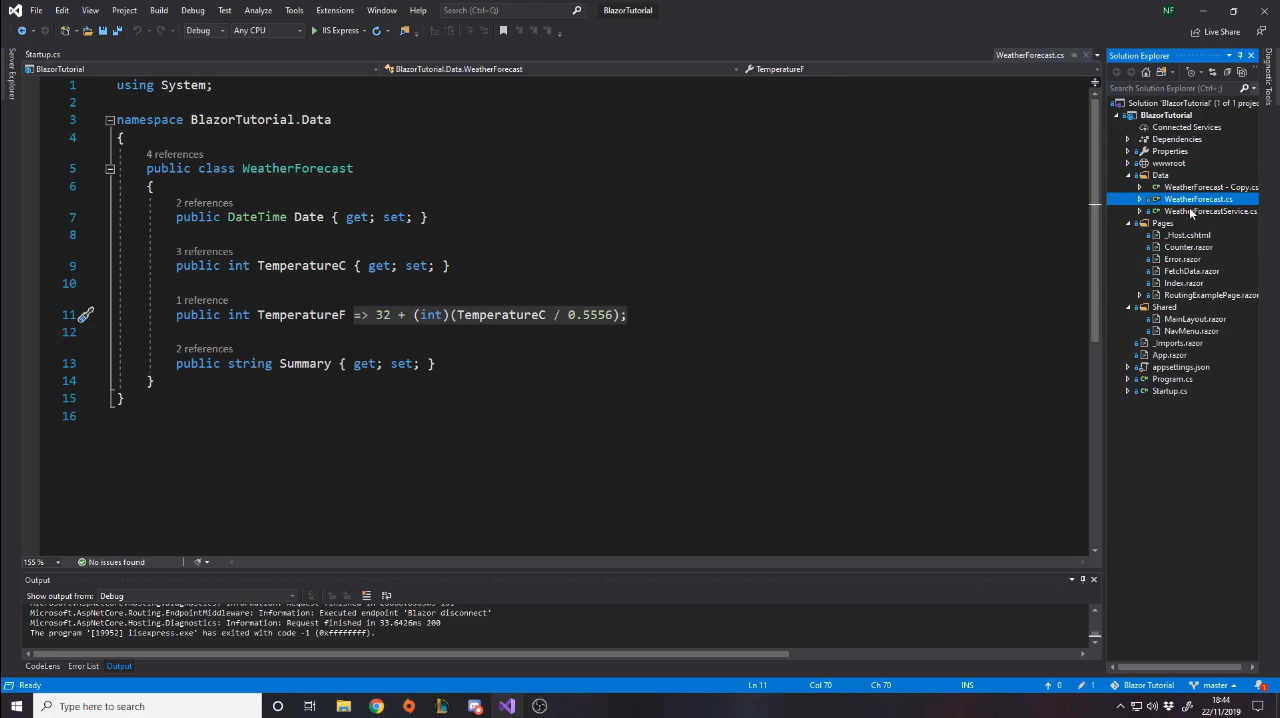 File Edit View Project Build Debug Test Analyze Tools Extensions Window Help Search (Ctrl+Q) BlazorTutorial NF
Debug Any CPU IIS Express Live Share
Server Explorer
Startup.cs WeatherForecast.cs
BlazorTutorial BlazorTutorial.Data.WeatherForecast TemperatureF
1 using System;
2
3 namespace BlazorTutorial.Data
4 {
4 references
5 public class WeatherForecast
6 {
2 references
7 public DateTime Date { get; set; }
8
3 references
9 public int TemperatureC { get; set; }
10
1 reference
11 public int TemperatureF => 32 + (int)(TemperatureC / 0.5556);
12
2 references
13 public string Summary { get; set; }
14 }
15 }
16
155 % No issues found
Output
Show output from: Debug
Microsoft.AspNetCore.Routing.EndpointMiddleware: Information: Executed endpoint 'Blazor disconnect'
Microsoft.AspNetCore.Hosting.Diagnostics: Information: Request finished in 33.6426ms 200
The program '[19952] iisexpress.exe' has exited with code -1 (0xffffffff).
CodeLens Error List Output
Solution Explorer
Search Solution Explorer (Ctrl+;)
Solution 'BlazorTutorial' (1 of 1 projec
BlazorTutorial
Connected Services
Dependencies
Properties
wwwroot
Data
WeatherForecast - Copy.cs
WeatherForecast.cs
WeatherForecastService.cs
Pages
_Host.cshtml
Counter.razor
Error.razor
FetchData.razor
Index.razor
RoutingExamplePage.razor
Shared
MainLayout.razor
NavMenu.razor
_Imports.razor
App.razor
appsettings.json
Program.cs
Startup.cs
Diagnostic Tools
Ready Ln 11 Col 70 Ch 70 INS 0 1 Blazor Tutorial master 1
Type here to search
18:44
22/11/2019